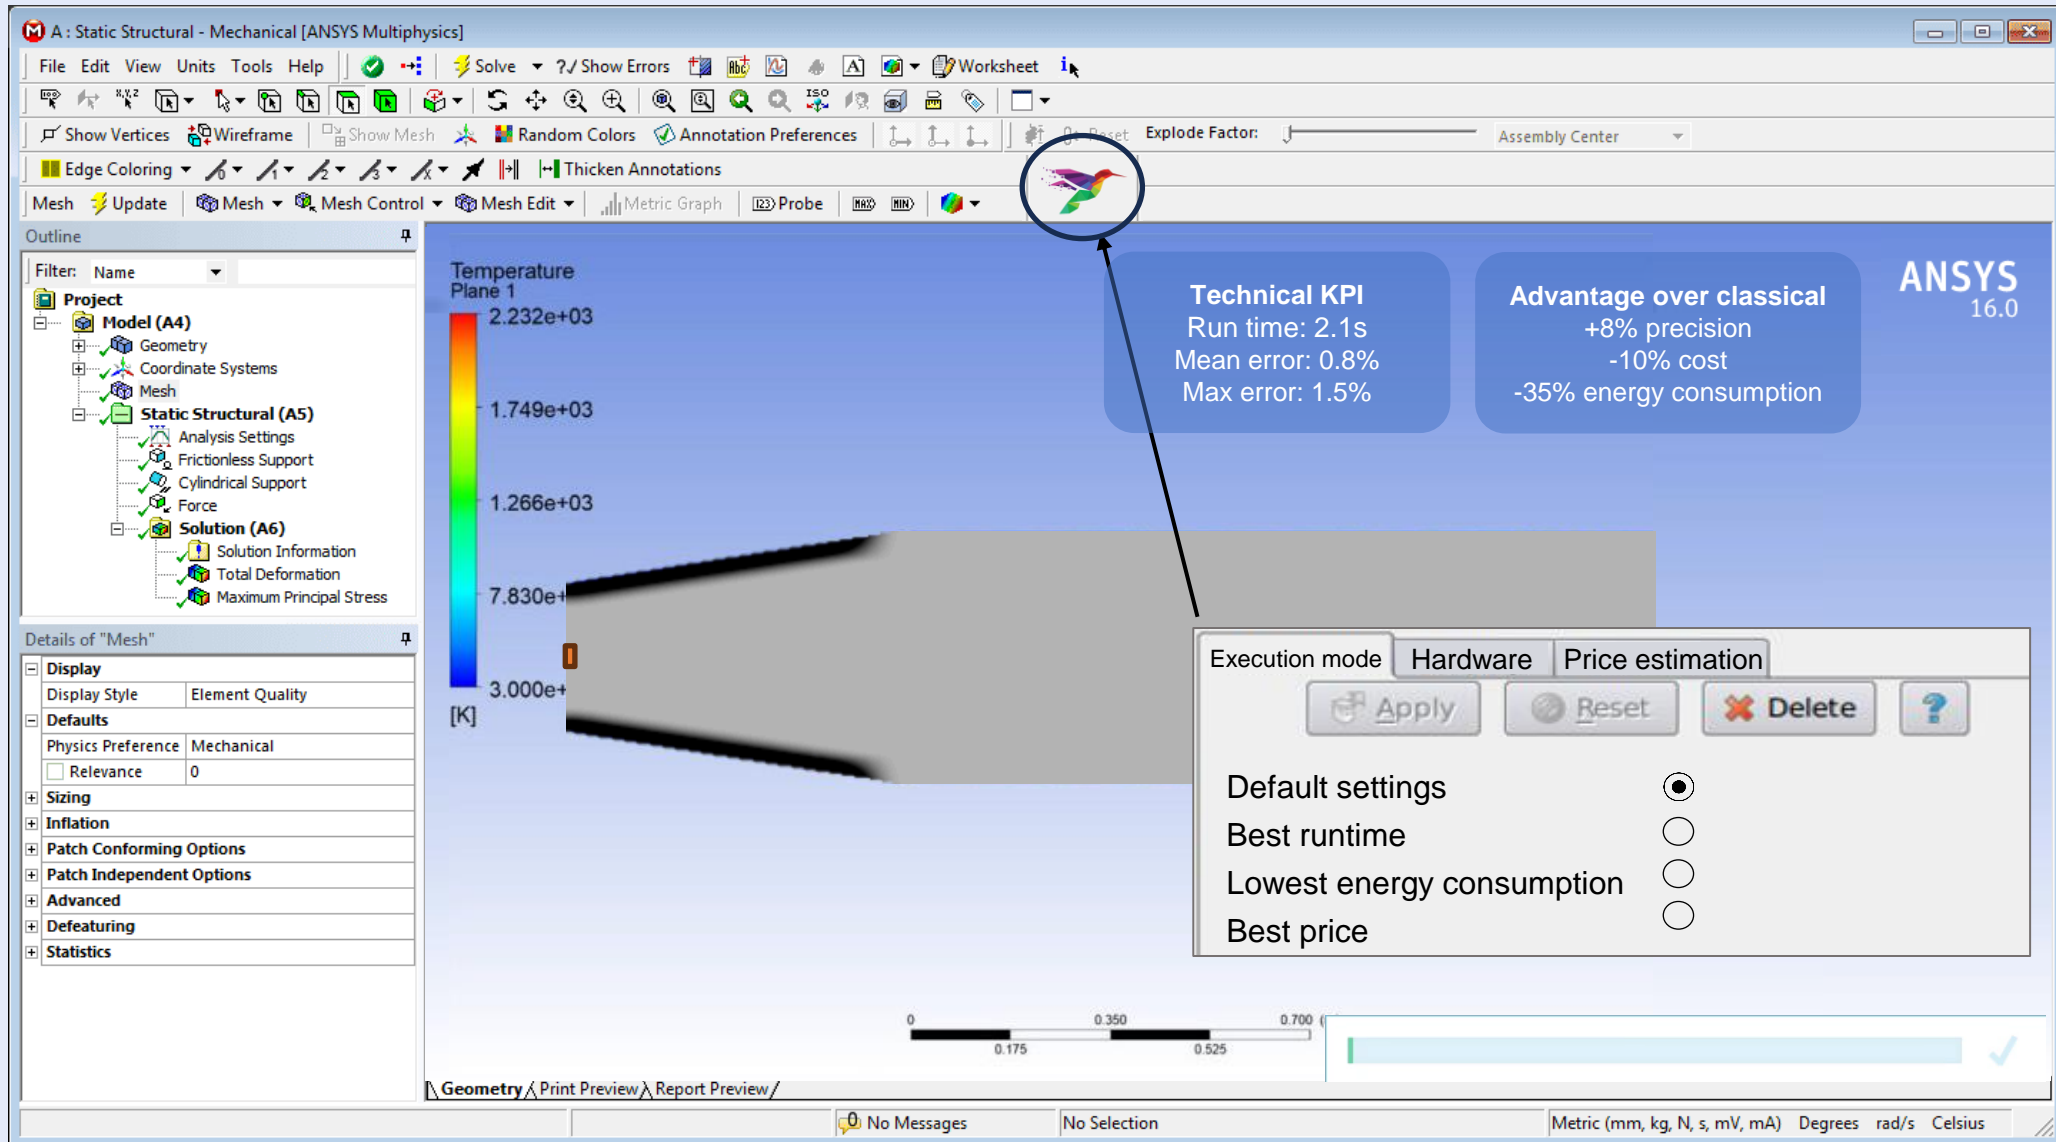 A : Static Structural - Mechanical [ANSYS Multiphysics]
File Edit View Units Tools Help Solve ?✓ Show Errors Worksheet
Show Vertices Wireframe Show Mesh Random Colors Annotation Preferences Reset Explode Factor: Assembly Center
Edge Coloring Thicken Annotations
Mesh Update Mesh Mesh Control Mesh Edit Metric Graph Probe MAX MIN
Outline
Filter: Name
Project
Model (A4)
Geometry
Coordinate Systems
Mesh
Static Structural (A5)
Analysis Settings
Frictionless Support
Cylindrical Support
Force
Solution (A6)
Solution Information
Total Deformation
Maximum Principal Stress
Details of "Mesh"
Display
Display Style Element Quality
Defaults
Physics Preference Mechanical
Relevance 0
Sizing
Inflation
Patch Conforming Options
Patch Independent Options
Advanced
Defeaturing
Statistics
Temperature
Plane 1
2.232e+03
1.749e+03
1.266e+03
7.830e+
3.000e+
[K]
Technical KPI
Run time: 2.1s
Mean error: 0.8%
Max error: 1.5%
Advantage over classical
+8% precision
-10% cost
-35% energy consumption
ANSYS
16.0
Execution mode Hardware Price estimation
Apply Reset Delete ?
Default settings
Best runtime
Lowest energy consumption
Best price
0 0.350 0.700 (
0.175 0.525
Geometry Print Preview Report Preview
0 No Messages No Selection Metric (mm, kg, N, s, mV, mA) Degrees rad/s Celsius